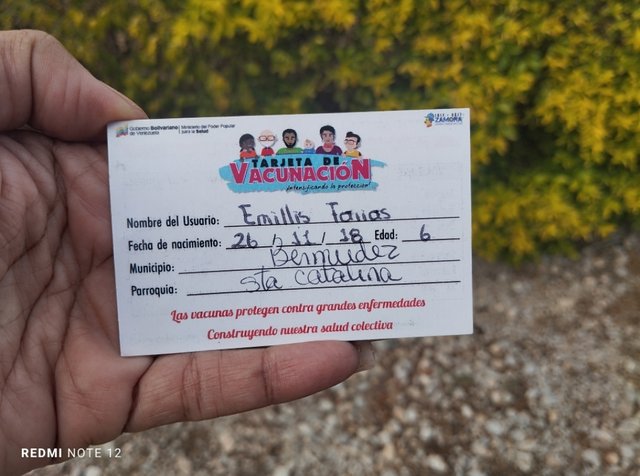 Gobierno Bolivariano de Venezuela
Ministerio del Poder Popular para la Salud
ZAMORA
TARJETA DE
VACUNACIÓN
¡Intensificando la protección!
Nombre del Usuario: Emillis Farias
Fecha de nacimiento: 26 / 11 / 18 Edad: 6
Municipio: Bermudez
Parroquia: Sta Catalina
Las vacunas protegen contra grandes enfermedades
Construyendo nuestra salud colectiva
REDMI NOTE 12